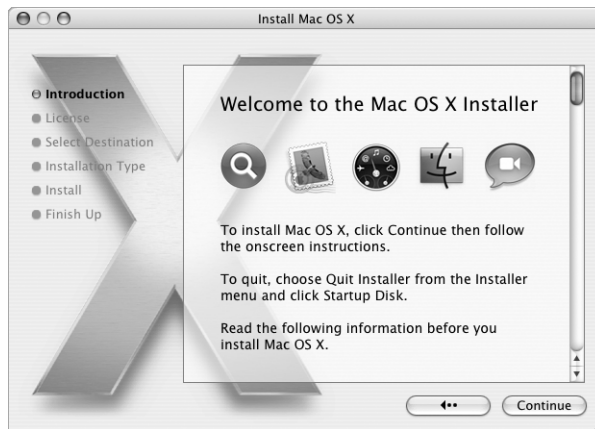 Install Mac OS X
Introduction
License
Select Destination
Installation Type
Install
Finish Up
Welcome to the Mac OS X Installer
To install Mac OS X, click Continue then follow
the onscreen instructions.
To quit, choose Quit Installer from the Installer
menu and click Startup Disk.
Read the following information before you
install Mac OS X.
Continue